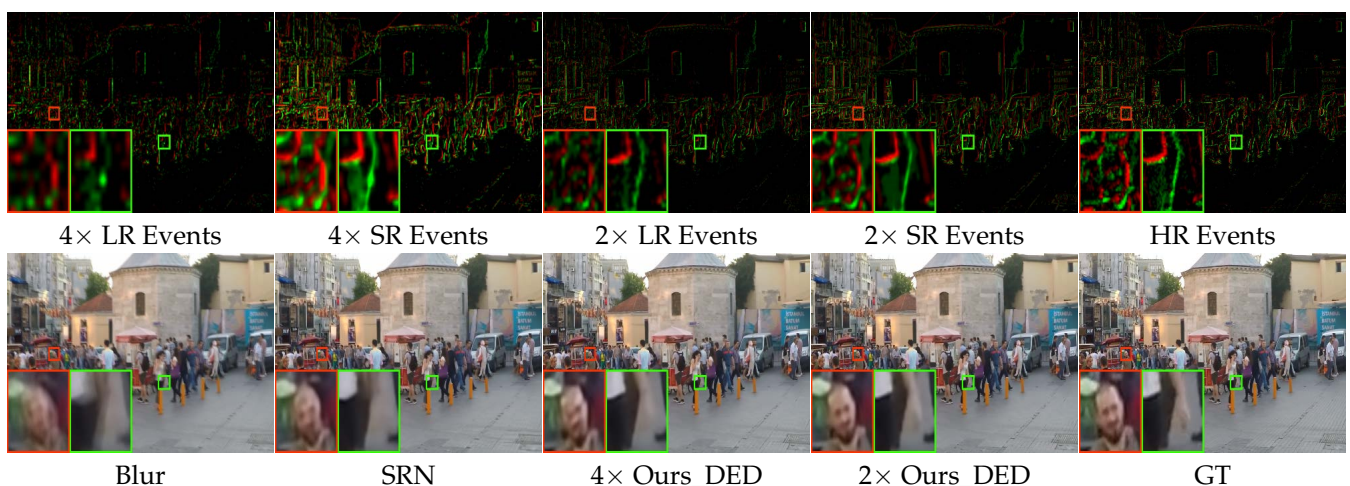 4× LR Events
4× SR Events
2× LR Events
2× SR Events
HR Events
Blur
SRN
4× Ours DED
2× Ours DED
GT